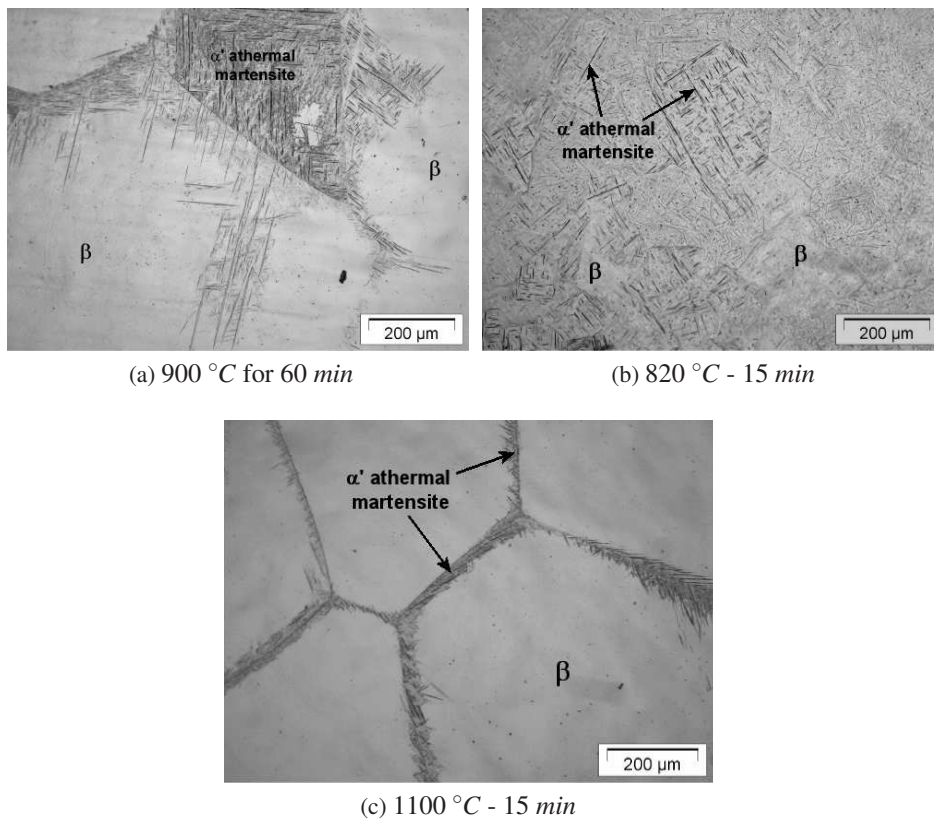 α' athermal
martensite
β
β
200 µm
(a) 900 °C for 60 min
α' athermal
martensite
β
β
200 µm
(b) 820 °C - 15 min
α' athermal
martensite
β
200 µm
(c) 1100 °C - 15 min